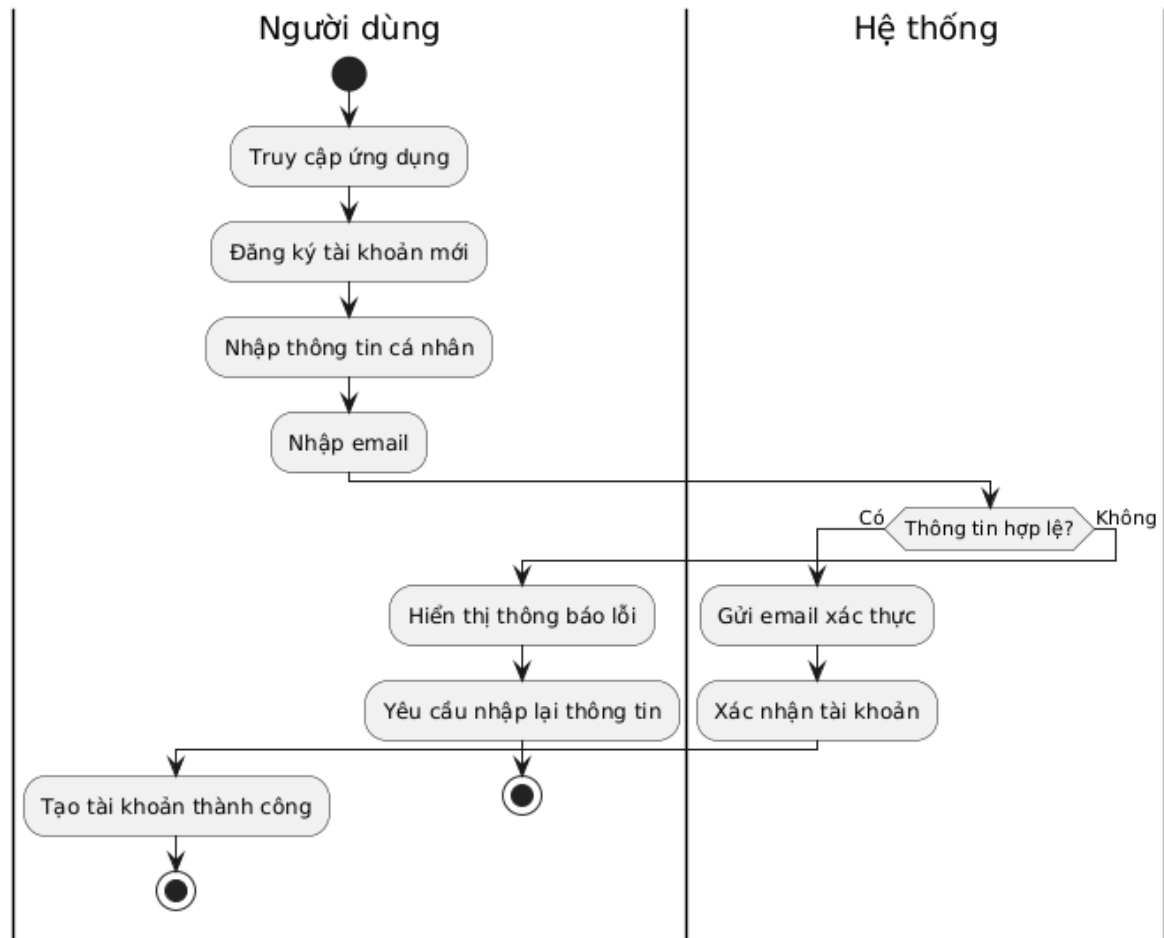 Người dùng
Hệ thống
Truy cập ứng dụng
Đăng ký tài khoản mới
Nhập thông tin cá nhân
Nhập email
Có
Thông tin hợp lệ?
Không
Hiển thị thông báo lỗi
Gửi email xác thực
Yêu cầu nhập lại thông tin
Xác nhận tài khoản
Tạo tài khoản thành công